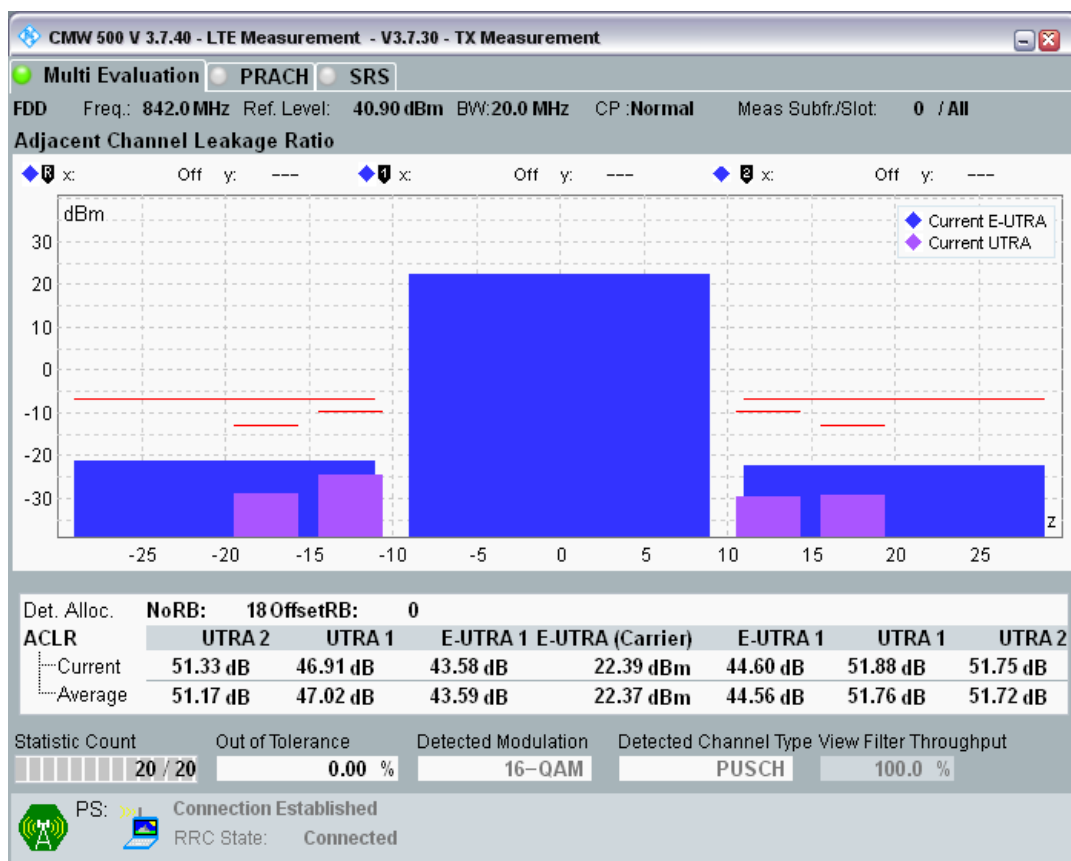 CMW 500 V 3.7.40 - LTE Measurement - V3.7.30 - TX Measurement
Multi Evaluation PRACH SRS
FDD Freq.: 842.0 MHz Ref. Level: 40.90 dBm BW:20.0 MHz CP :Normal Meas Subfr./Slot: 0 / All
Adjacent Channel Leakage Ratio
R x: Off y: --- 1 x: Off y: --- 2 x: Off y: ---
dBm
Current E-UTRA
Current UTRA
30
20
10
0
-10
-20
-30
z
-25 -20 -15 -10 -5 0 5 10 15 20 25
Det. Alloc. NoRB: 18 OffsetRB: 0
ACLR UTRA 2 UTRA 1 E-UTRA 1 E-UTRA (Carrier) E-UTRA 1 UTRA 1 UTRA 2
Current 51.33 dB 46.91 dB 43.58 dB 22.39 dBm 44.60 dB 51.88 dB 51.75 dB
Average 51.17 dB 47.02 dB 43.59 dB 22.37 dBm 44.56 dB 51.76 dB 51.72 dB
Statistic Count Out of Tolerance Detected Modulation Detected Channel Type View Filter Throughput
20 / 20 0.00 % 16-QAM PUSCH 100.0 %
PS: Connection Established
RRC State: Connected